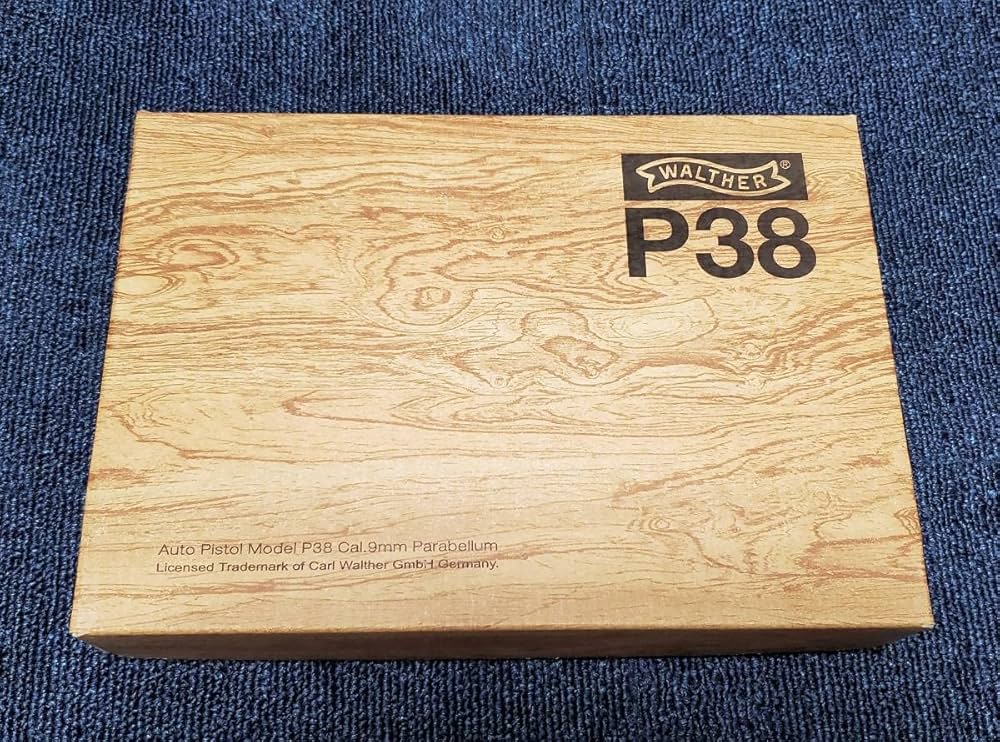 WALTHER®
P38
Auto Pistol Model P38 Cal.9mm Parabellum
Licensed Trademark of Carl Walther GmbH Germany.